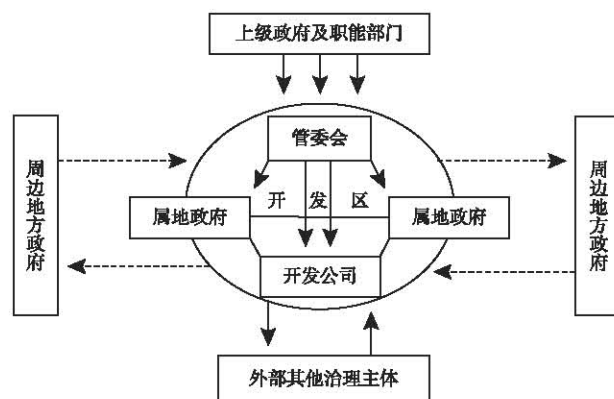 上级政府及职能部门
管委会
周边地方政府
周边地方政府
开发区
属地政府
属地政府
开发公司
外部其他治理主体